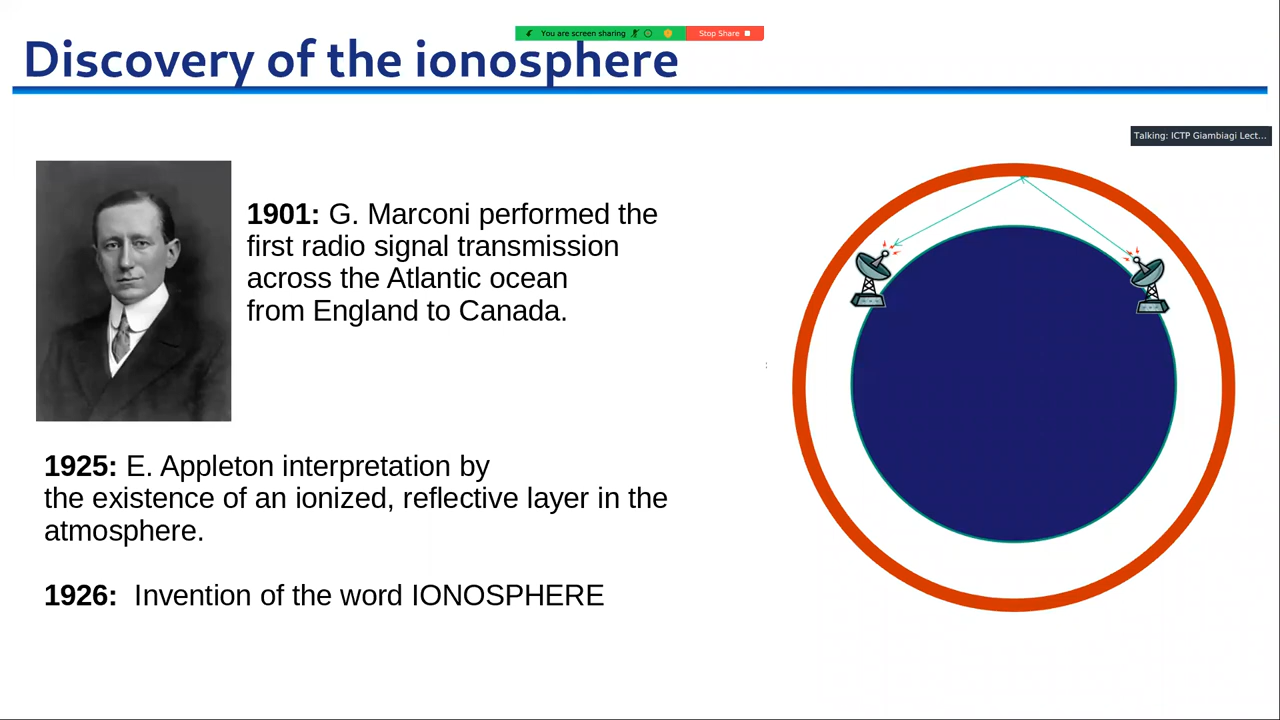 You are screen sharing
Stop Share
Discovery of the ionosphere
Talking: ICTP Giambiagi Lect...
1901: G. Marconi performed the
first radio signal transmission
across the Atlantic ocean
from England to Canada.
1925: E. Appleton interpretation by
the existence of an ionized, reflective layer in the
atmosphere.
1926: Invention of the word IONOSPHERE